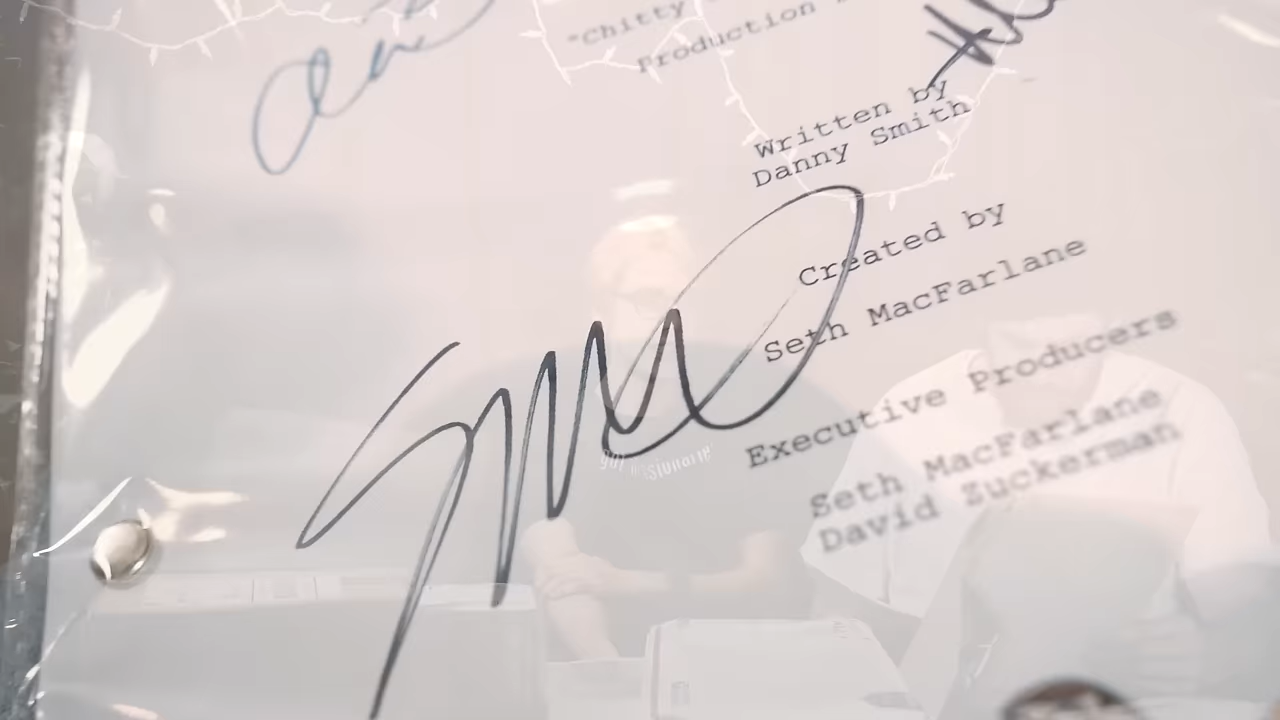 "Chitty
Production
Written by
Danny Smith
Created by
Seth MacFarlane
Executive Producers
Seth MacFarlane
David Zuckerman